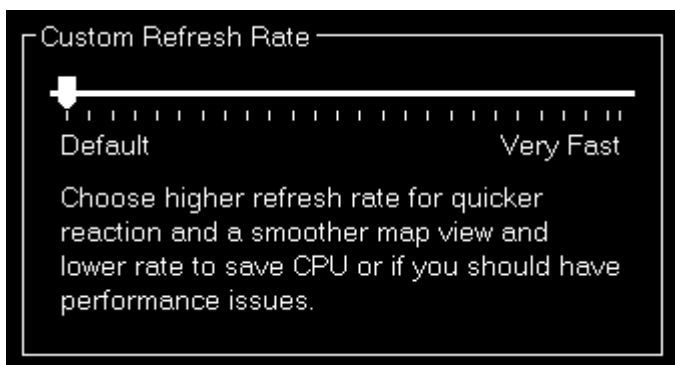 Custom Refresh Rate
Default Very Fast
Choose higher refresh rate for quicker
reaction and a smoother map view and
lower rate to save CPU or if you should have
performance issues.